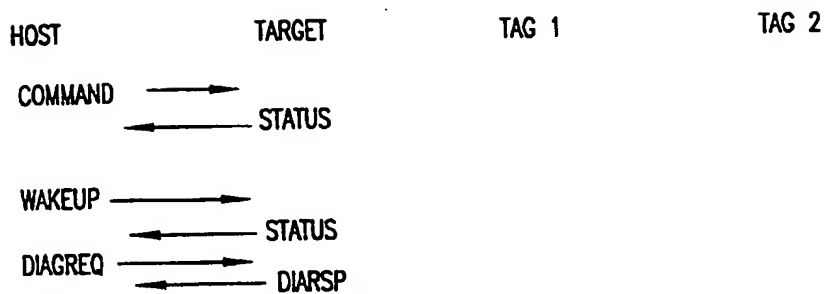 HOST TARGET TAG 1 TAG 2
COMMAND
STATUS
WAKEUP
STATUS
DIAGREQ
DIARSP